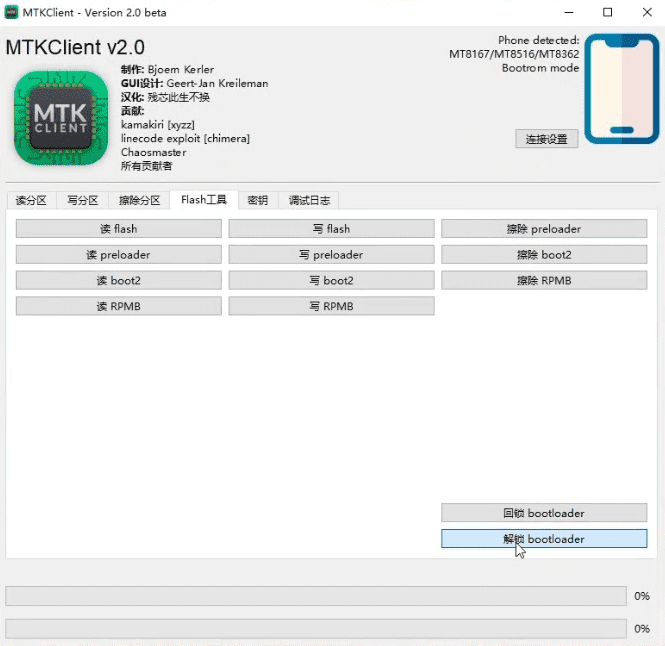 MTKClient - Version 2.0 beta
MTKClient v2.0
Phone detected:
MT8167/MT8516/MT8362
Bootrom mode
MTK
CLIENT
制作: Bjoern Kerler
GUI设计: Geert-Jan Kreileman
汉化: 残芯此生不换
贡献:
kamakiri [xyzz]
linecode exploit [chimera]
Chaosmaster
所有贡献者
连接设置
读分区 写分区 擦除分区 Flash工具 密钥 调试日志
读 flash 写 flash 擦除 preloader
读 preloader 写 preloader 擦除 boot2
读 boot2 写 boot2 擦除 RPMB
读 RPMB 写 RPMB
回锁 bootloader
解锁 bootloader
0%
0%